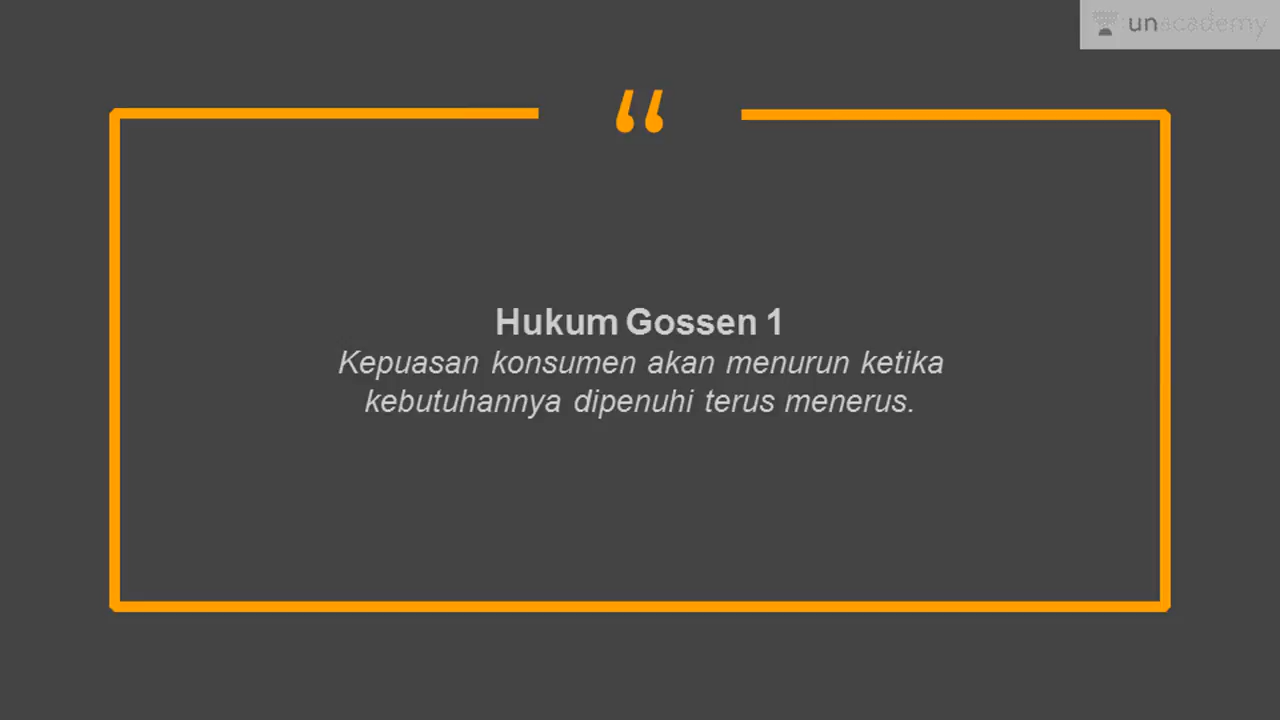 unacademy
“
Hukum Gossen 1
Kepuasan konsumen akan menurun ketika
kebutuhannya dipenuhi terus menerus.